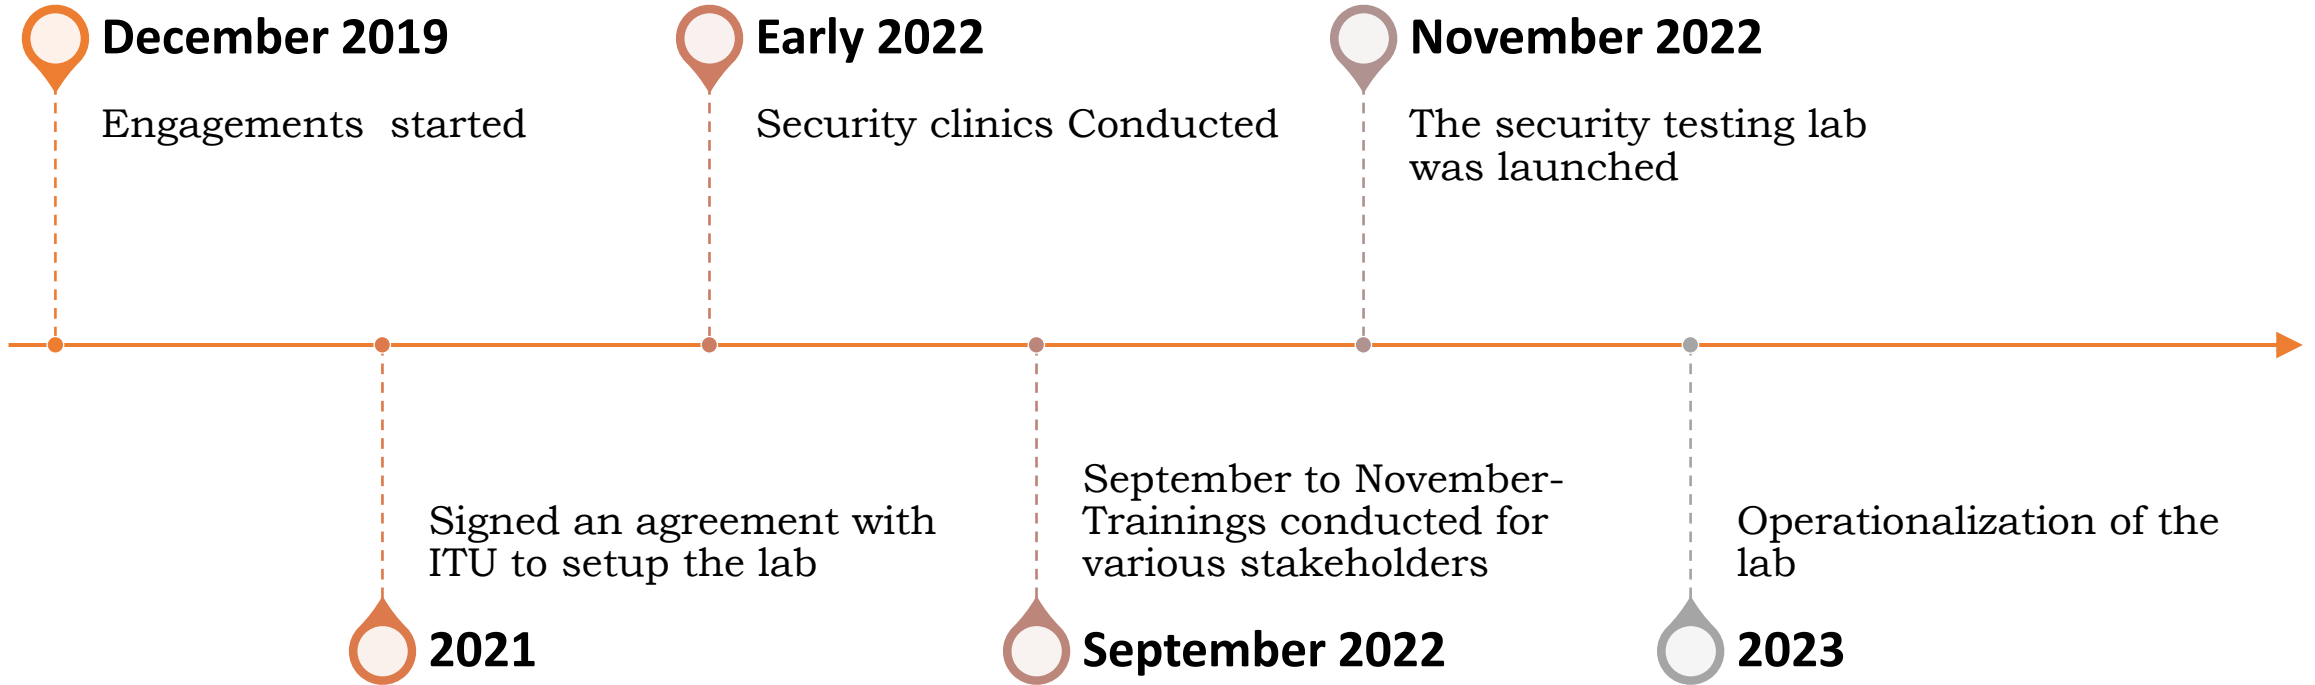 December 2019
Engagements  started
Early 2022
Security clinics Conducted
November 2022
The security testing lab
was launched
Signed an agreement with
ITU to setup the lab
2021
September to November-
Trainings conducted for
various stakeholders
September 2022
Operationalization of the
lab
2023